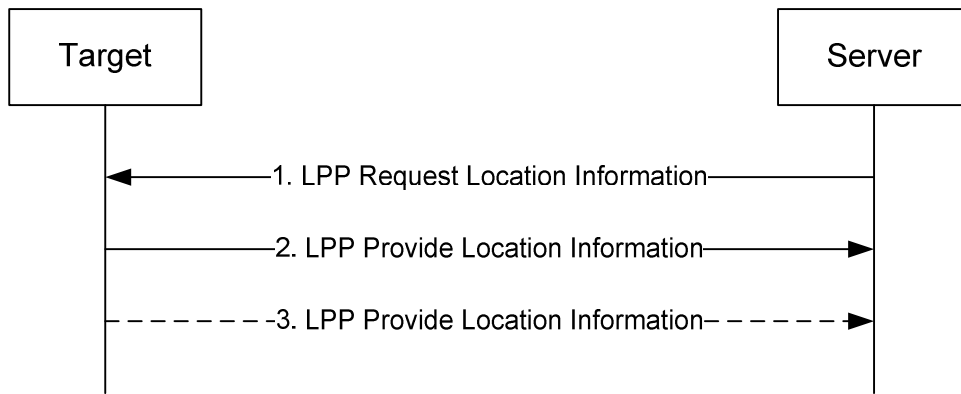 Target
Server
1. LPP Request Location Information
2. LPP Provide Location Information
3. LPP Provide Location Information